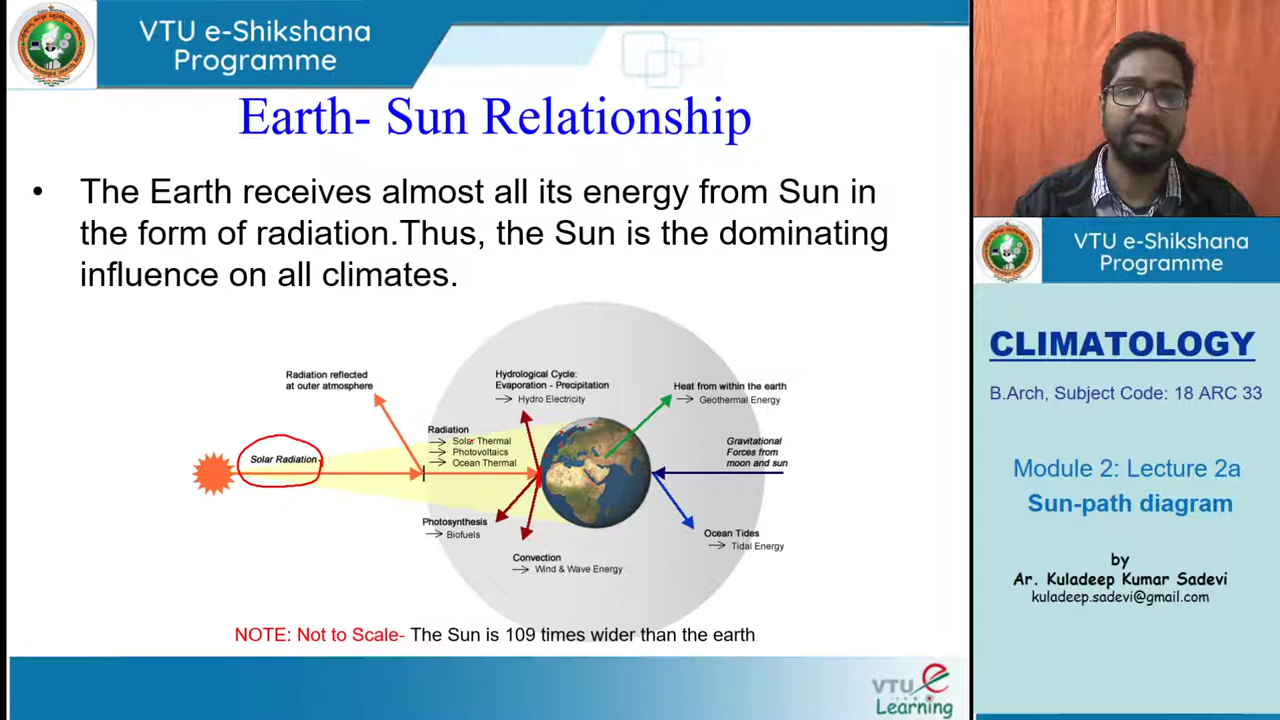 VTU e-Shikshana
Programme
Earth- Sun Relationship
• The Earth receives almost all its energy from Sun in
the form of radiation.Thus, the Sun is the dominating
influence on all climates.
Radiation reflected
at outer atmosphere
Hydrological Cycle:
Evaporation - Precipitation
Hydro Electricity
Heat from within the earth
Geothermal Energy
Radiation
Solar Thermal
Photovoltaics
Ocean Thermal
Solar Radiation
Gravitational
Forces from
moon and sun
Photosynthesis
Biofuels
Convection
Wind & Wave Energy
Ocean Tides
Tidal Energy
NOTE: Not to Scale- The Sun is 109 times wider than the earth
VTU e
Learning
VTU e-Shikshana
Programme
CLIMATOLOGY
B.Arch, Subject Code: 18 ARC 33
Module 2: Lecture 2a
Sun-path diagram
by
Ar. Kuladeep Kumar Sadevi
kuladeep.sadevi@gmail.com